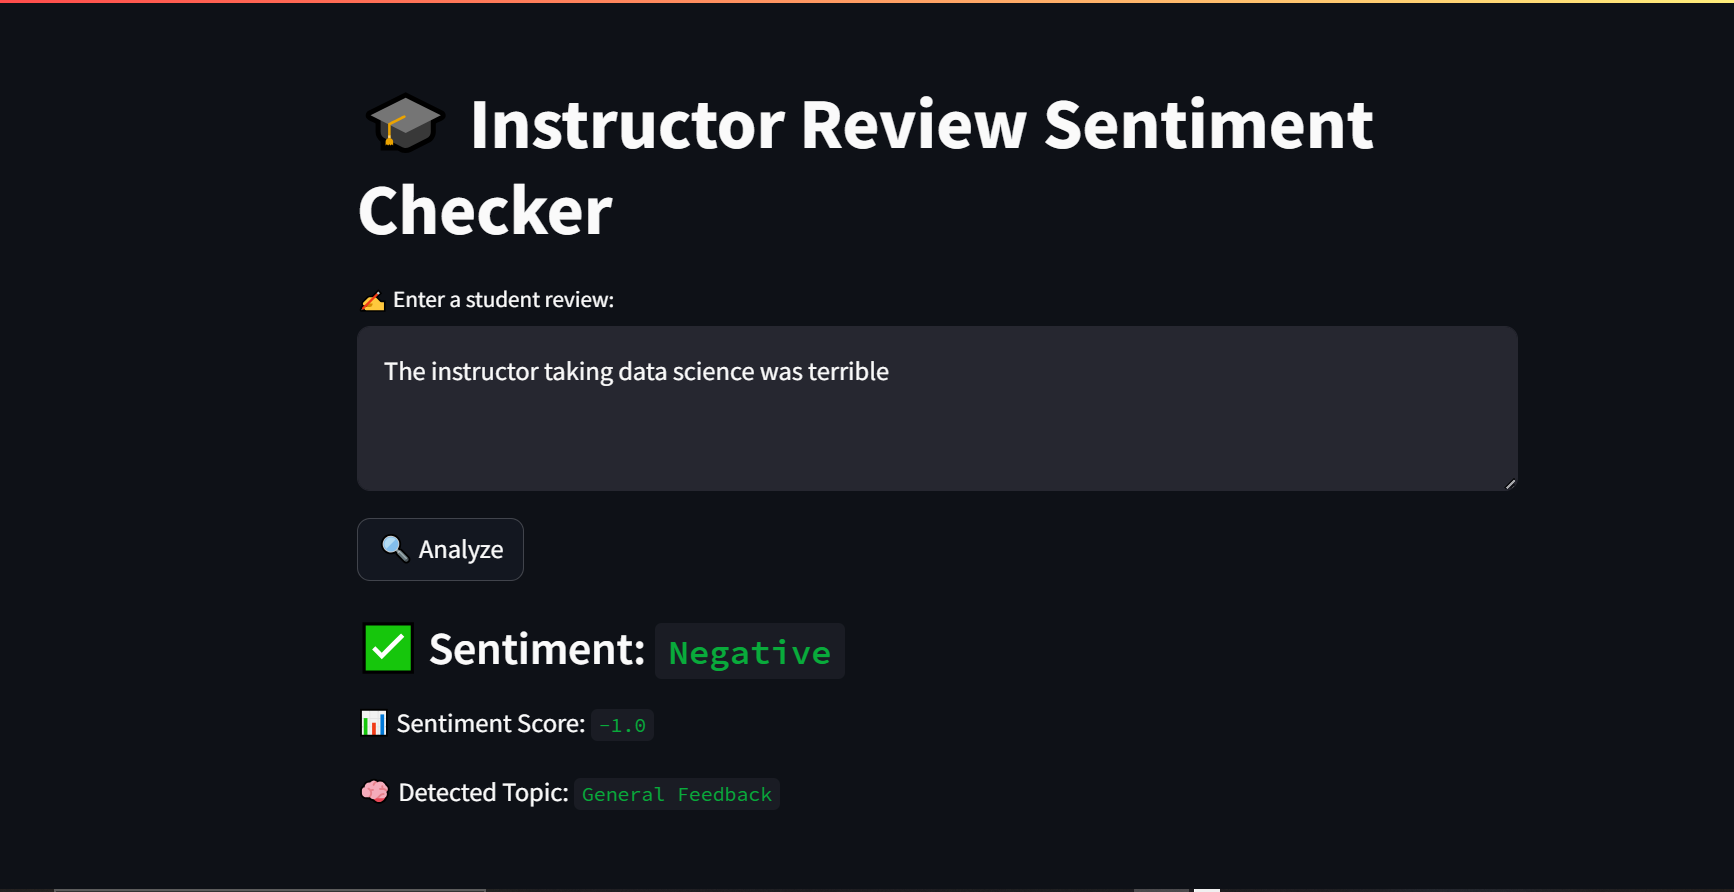 🎓 Instructor Review Sentiment
Checker
✍️ Enter a student review:
The instructor taking data science was terrible
🔍 Analyze
✅ Sentiment: Negative
📊 Sentiment Score: -1.0
🧠 Detected Topic: General Feedback